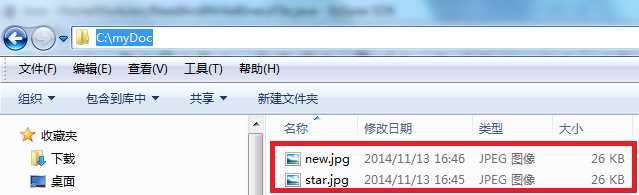 C:\myDoc
文件(F) 编辑(E) 查看(V) 工具(T) 帮助(H)
组织 包含到库中 共享 新建文件夹
收藏夹 名称 修改日期 类型 大小
下载 new.jpg 2014/11/13 16:46 JPEG 图像 26 KB
桌面 star.jpg 2014/11/13 16:45 JPEG 图像 26 KB